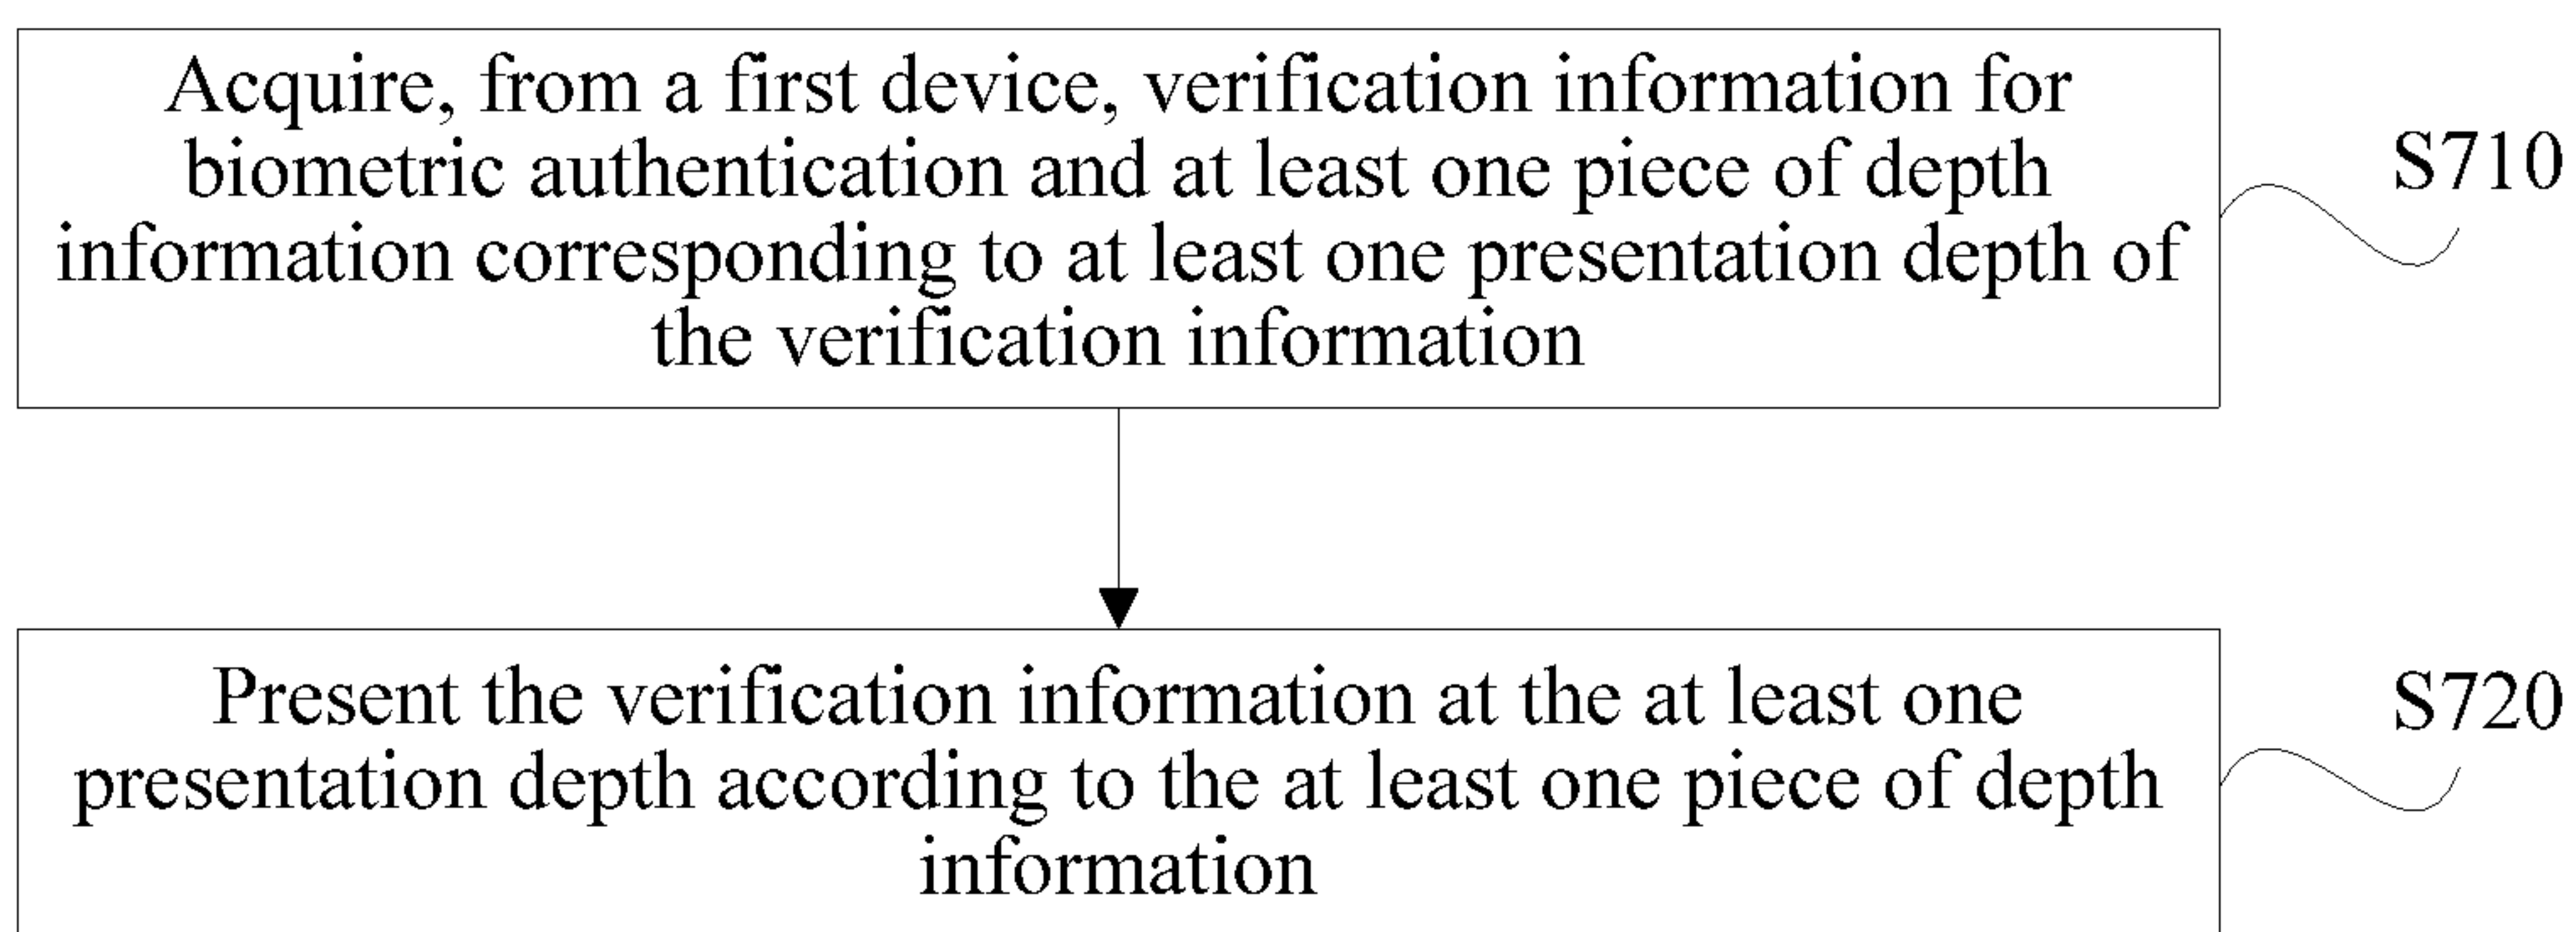 Acquire, from a first device, verification information for
biometric authentication and at least one piece of depth
information corresponding to at least one presentation depth of
the verification information
S710
Present the verification information at the at least one
presentation depth according to the at least one piece of depth
information
S720